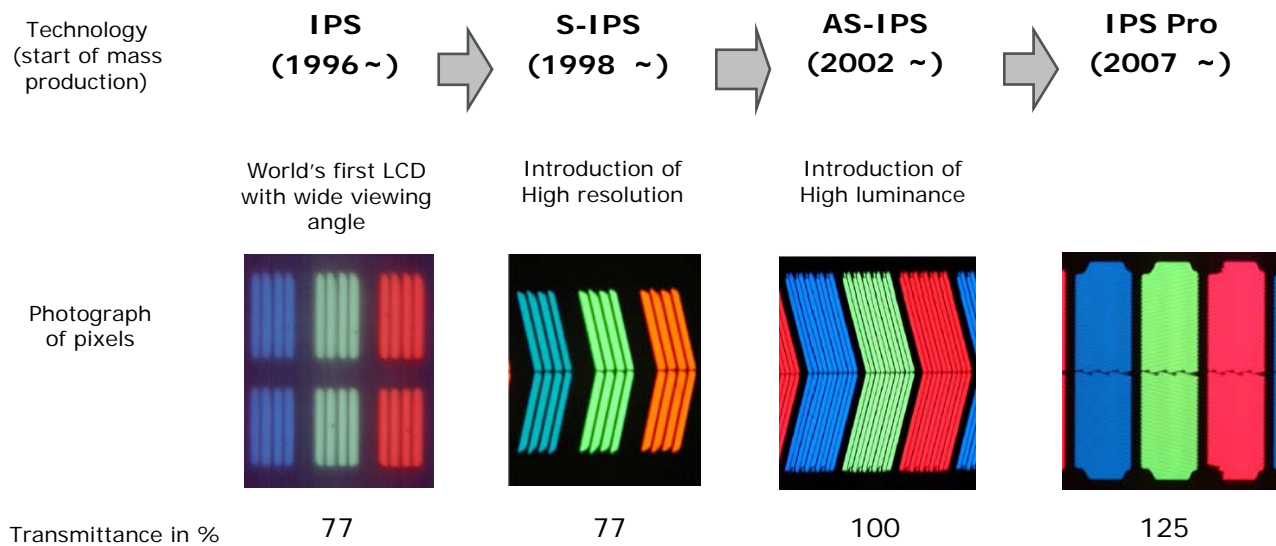 Technology
(start of mass
production)
IPS
(1996 ~)
S-IPS
(1998 ~)
AS-IPS
(2002 ~)
IPS Pro
(2007 ~)
World's first LCD
with wide viewing
angle
Introduction of
High resolution
Introduction of
High luminance
Photograph
of pixels
Transmittance in %
77
77
100
125